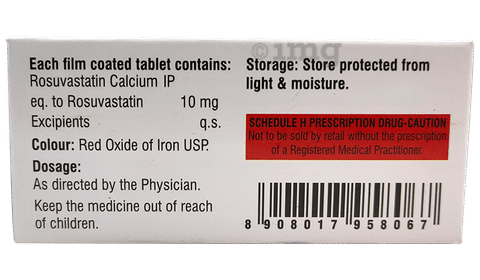 Each film coated tablet contains:
Rosuvastatin Calcium IP
eq. to Rosuvastatin 10 mg
Excipients q.s.
Colour: Red Oxide of Iron USP.
Dosage:
As directed by the Physician.
Keep the medicine out of reach
of children.
1mg
Storage: Store protected from
light & moisture.
SCHEDULE H PRESCRIPTION DRUG-CAUTION
Not to be sold by retail without the prescription
of a Registered Medical Practitioner.
8 908017 958067